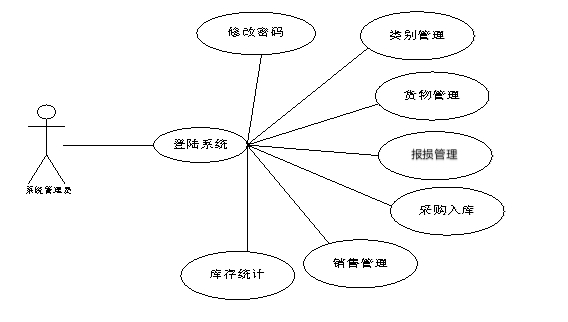 修改密码
类别管理
货物管理
登陆系统
报损管理
系统管理员
采购入库
销售管理
库存统计